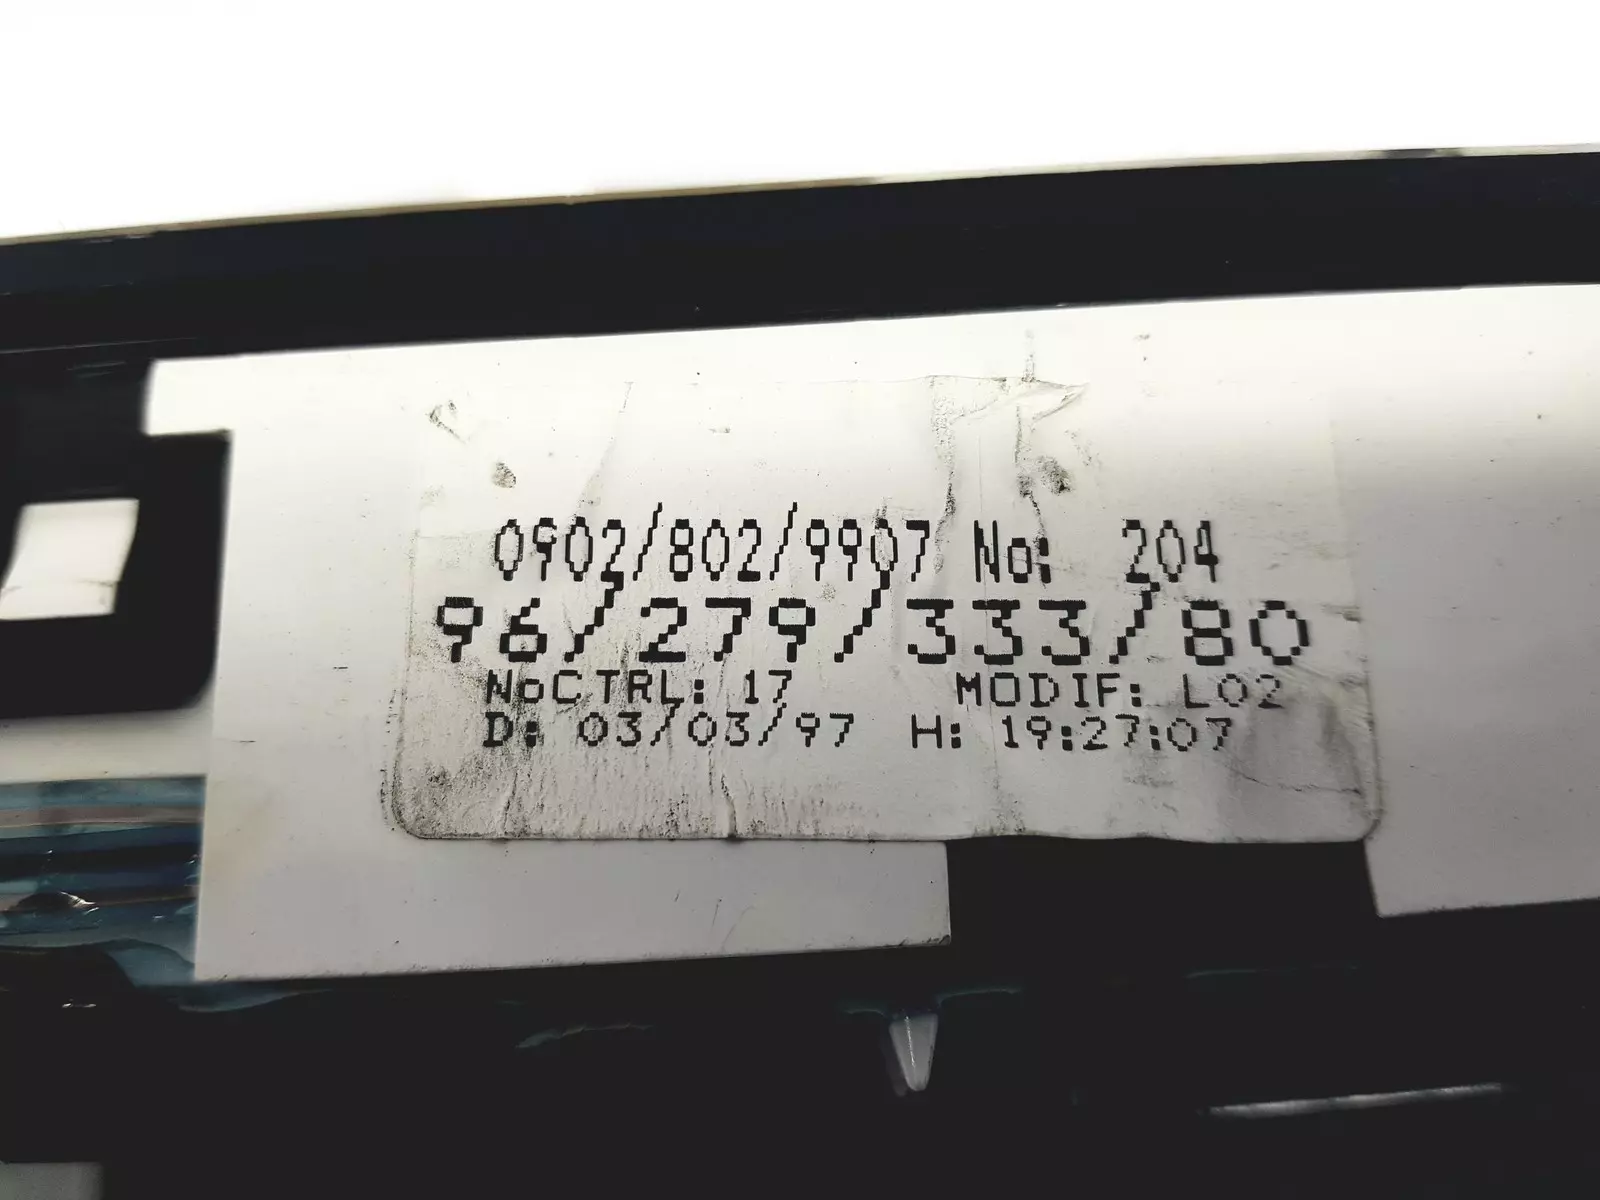 0902/802/9907 No: 204
96/279/333/80
NoCTRL: 17 MODIF: L02
D: 03/03/97 H: 19:27:07